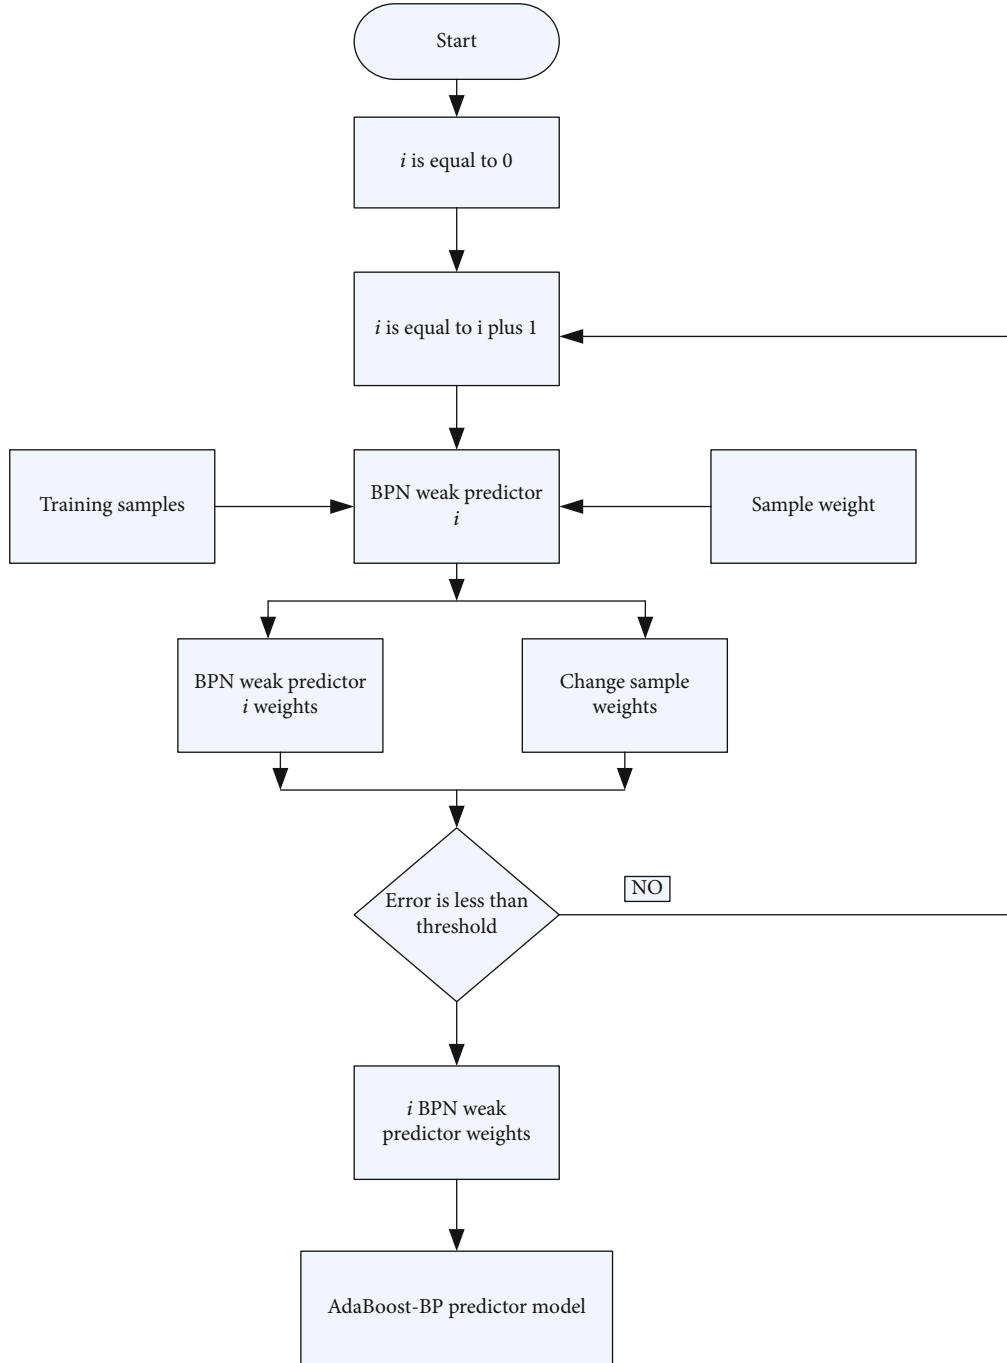 Start
i is equal to 0
i is equal to i plus 1
Training samples
BPN weak predictor
i
Sample weight
BPN weak predictor
i weights
Change sample
weights
Error is less than
threshold
NO
i BPN weak
predictor weights
AdaBoost-BP predictor model